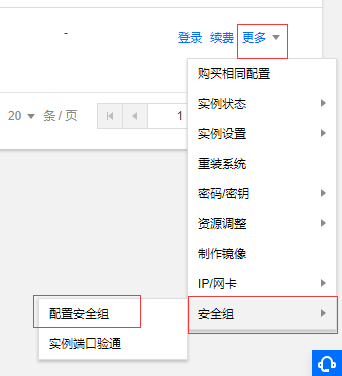 -
登录 续费 更多
购买相同配置
20 条 / 页 1
实例状态
实例设置
重装系统
密码/密钥
资源调整
制作镜像
IP/网卡
配置安全组 安全组
实例端口验通